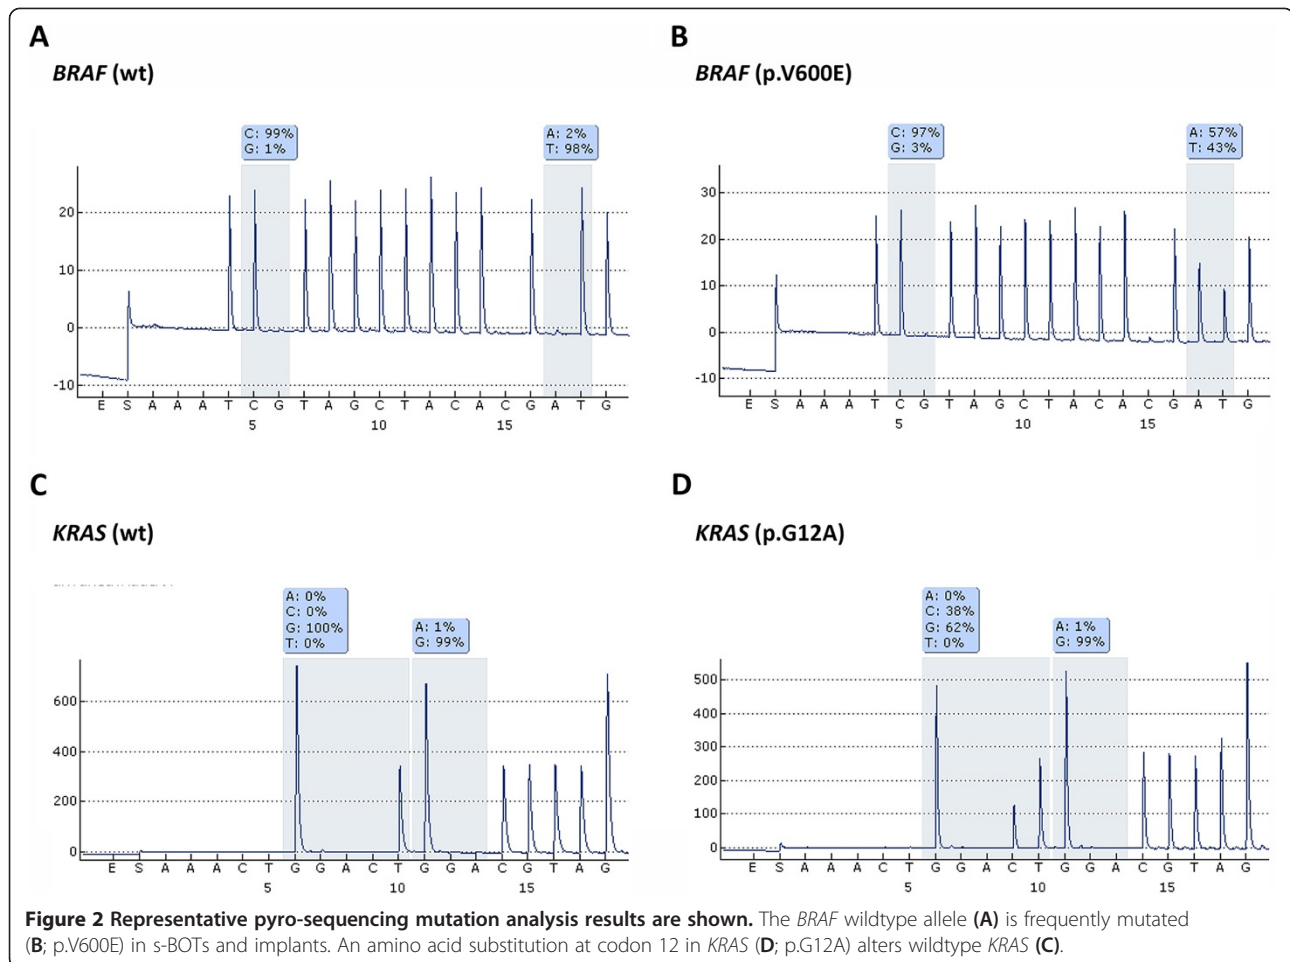 A
BRAF (wt)
C: 99%
G: 1%
A: 2%
T: 98%
20
10
0
-10
E S A A A T C G T A G C T A C A C G A T G
5 10 15
B
BRAF (p.V600E)
C: 97%
G: 3%
A: 57%
T: 43%
30
20
10
0
-10
E S A A A T C G T A G C T A C A C G A T G
5 10 15
C
KRAS (wt)
A: 0%
C: 0%
G: 100%
T: 0%
A: 1%
G: 99%
600
400
200
0
E S A A A C T G G A C T G G A C G T A G
5 10 15
D
KRAS (p.G12A)
A: 0%
C: 38%
G: 62%
T: 0%
A: 1%
G: 99%
500
400
300
200
100
0
E S A A A C T G G A C T G G A C G T A G
5 10 15
Figure 2 Representative pyro-sequencing mutation analysis results are shown. The BRAF wildtype allele (A) is frequently mutated
(B; p.V600E) in s-BOTs and implants. An amino acid substitution at codon 12 in KRAS (D; p.G12A) alters wildtype KRAS (C).